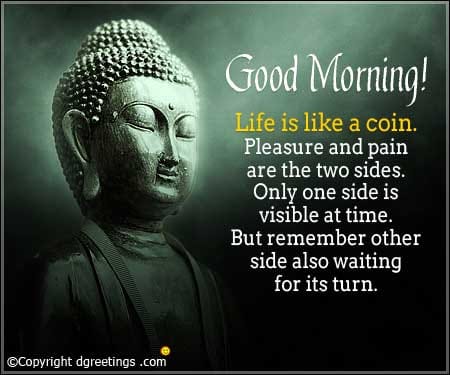 Good Morning!
Life is like a coin.
Pleasure and pain
are the two sides.
Only one side is
visible at time.
But remember other
side also waiting
for its turn.
©Copyright dgreetings .com